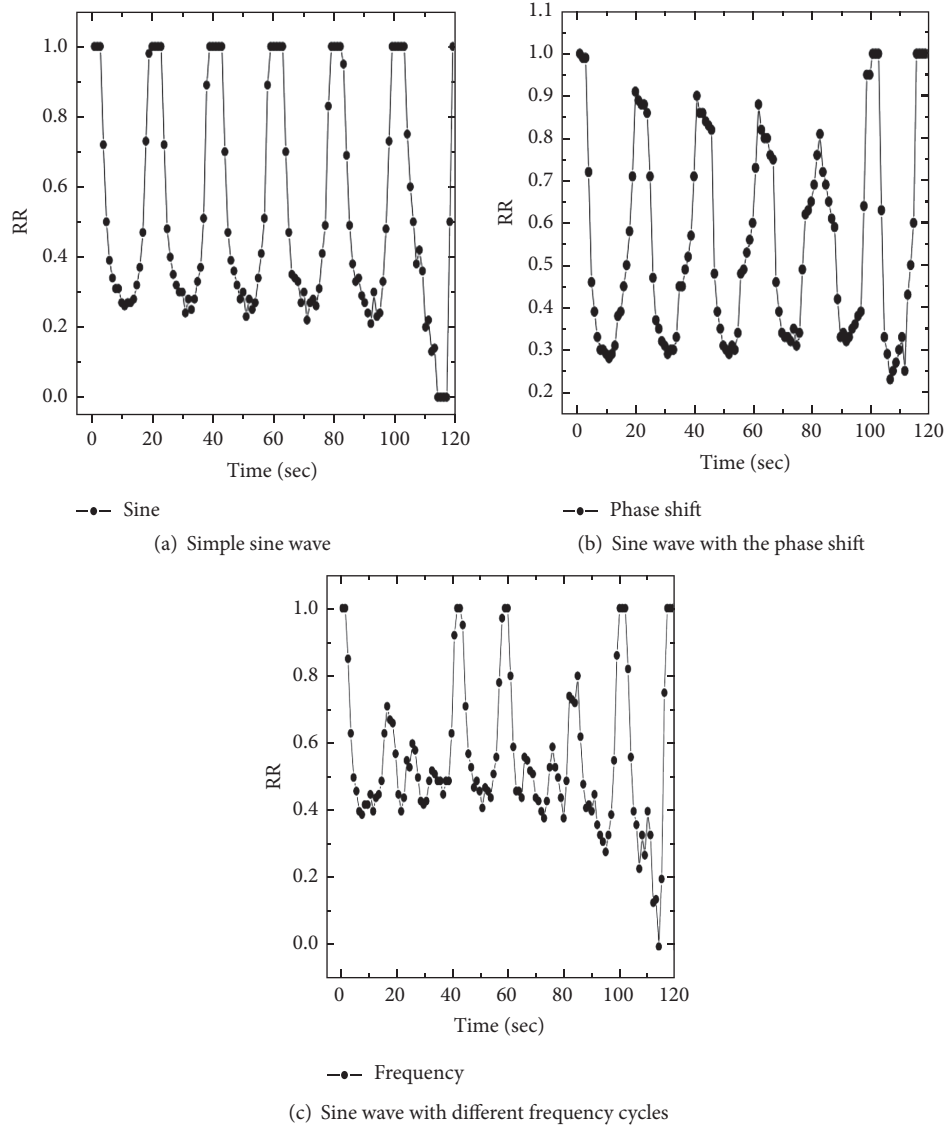 1.0
0.8
0.6
0.4
0.2
0.0
RR
0 20 40 60 80 100 120
Time (sec)
Sine
(a) Simple sine wave
1.1
1.0
0.9
0.8
0.7
0.6
0.5
0.4
0.3
0.2
RR
0 20 40 60 80 100 120
Time (sec)
Phase shift
(b) Sine wave with the phase shift
1.0
0.8
0.6
0.4
0.2
0.0
RR
0 20 40 60 80 100 120
Time (sec)
Frequency
(c) Sine wave with different frequency cycles